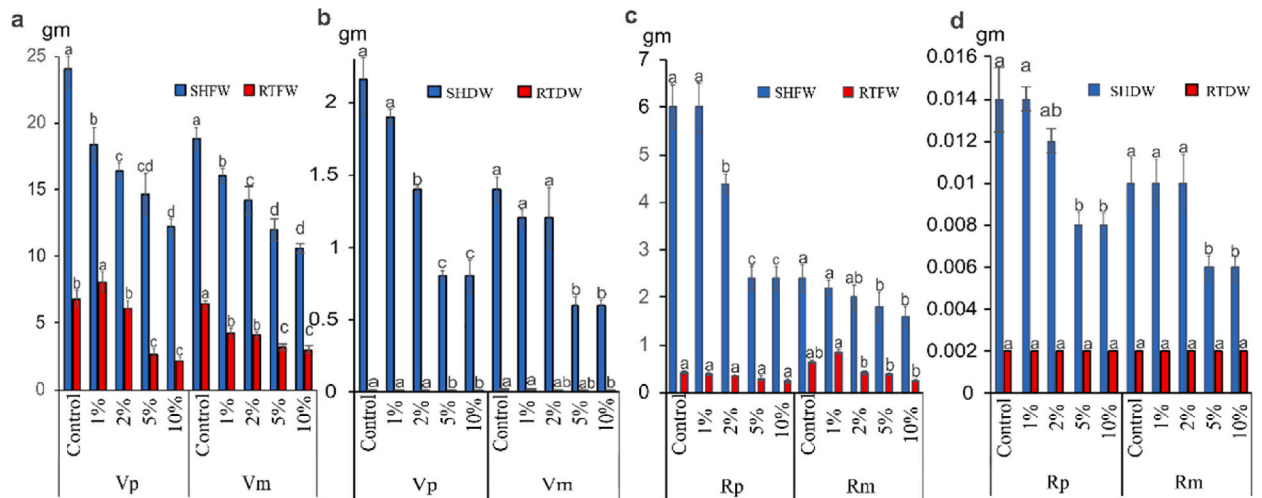 a
gm
25
20
15
10
5
0
SHFW RTFW
a b c cd d a b c d d
b a b c c a b b c c
Control 1% 2% 5% 10% Control 1% 2% 5% 10%
Vp Vm
b
gm
2
1.5
1
0.5
0
SHDW RTDW
a a b c c a a a b b
a a a b b a a ab ab b
Control 1% 2% 5% 10% Control 1% 2% 5% 10%
Vp Vm
c
gm
7
6
5
4
3
2
1
0
SHFW RTFW
a a b c c a a ab b b
a a a a a ab a b b b
Control 1% 2% 5% 10% Control 1% 2% 5% 10%
Rp Rm
d
gm
0.016
0.014
0.012
0.01
0.008
0.006
0.004
0.002
0
SHDW RTDW
a a ab b b a a a b b
a a a a a a a a a a
Control 1% 2% 5% 10% Control 1% 2% 5% 10%
Rp Rm